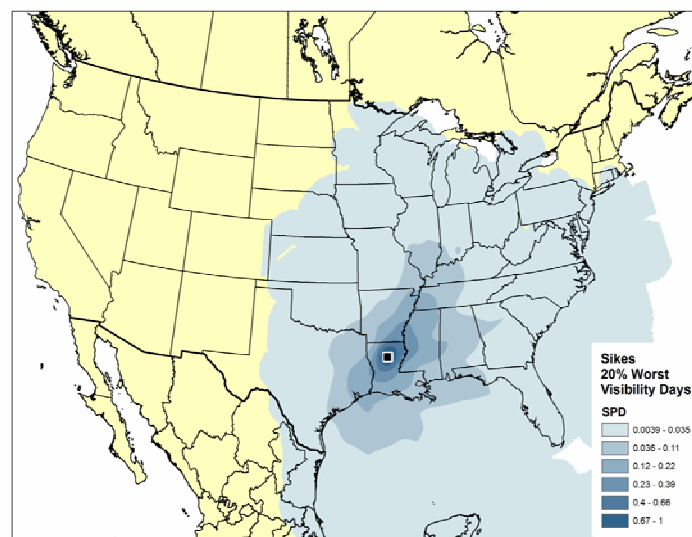 Sikes
20% Worst
Visibility Days
SPD
0.0039 - 0.035
0.036 - 0.11
0.12 - 0.22
0.23 - 0.39
0.4 - 0.66
0.67 - 1